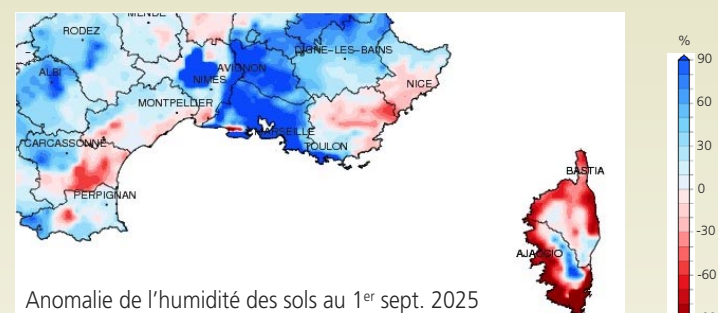 MENDE
RODEZ
DIGNE-LES-BAINS
ALBI
AVIGNON
NIMES
NICE
MONTPELLIER
CARCASSONNE
MARSEILLE
TOULON
PERPIGNAN
BASTIA
AJACCIO
%
90
60
30
0
-30
-60
Anomalie de l'humidité des sols au 1er sept. 2025